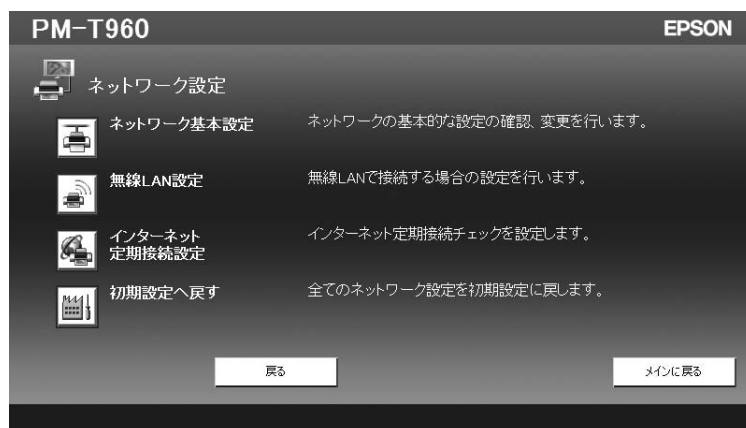 PM-T960
EPSON
ネットワーク設定
ネットワーク基本設定
ネットワークの基本的な設定の確認、変更を行います。
無線LAN設定
無線LANで接続する場合の設定を行います。
インターネット
定期接続設定
インターネット定期接続チェックを設定します。
初期設定へ戻す
全てのネットワーク設定を初期設定に戻します。
戻る
メインに戻る